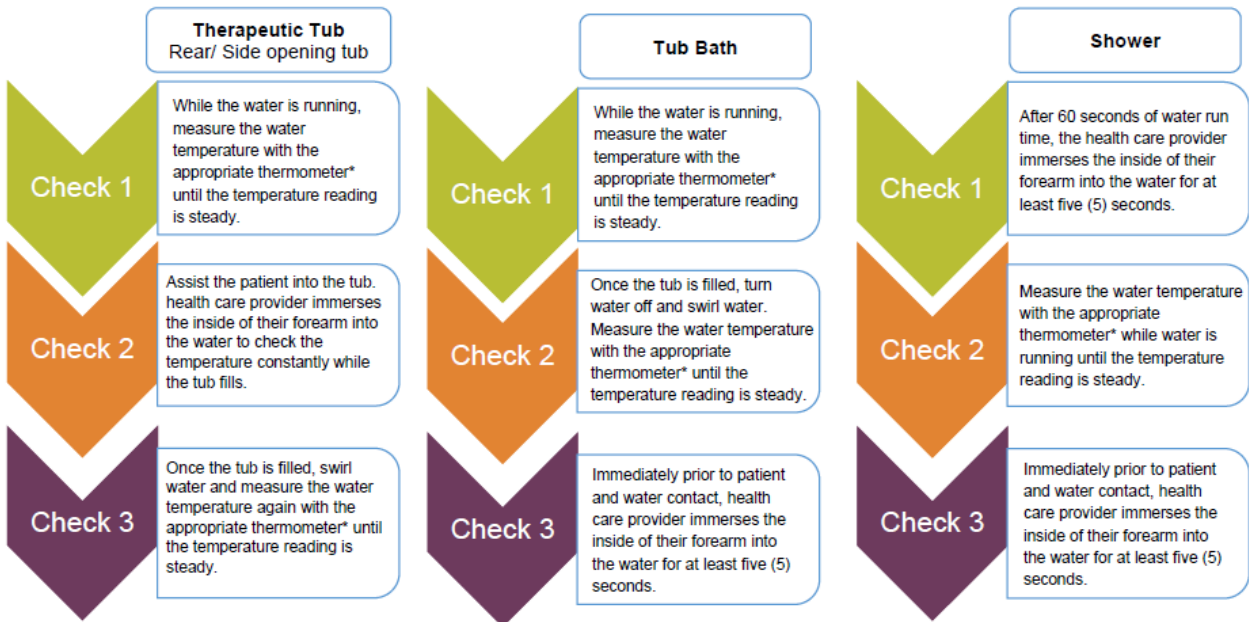 Therapeutic Tub
Rear/ Side opening tub
Check 1
While the water is running,
measure the water
temperature with the
appropriate thermometer*
until the temperature reading
is steady.
Check 2
Assist the patient into the tub.
health care provider immerses
the inside of their forearm into
the water to check the
temperature constantly while
the tub fills.
Check 3
Once the tub is filled, swirl
water and measure the water
temperature again with the
appropriate thermometer* until
the temperature reading is
steady.
Tub Bath
Check 1
While the water is running,
measure the water
temperature with the
appropriate thermometer*
until the temperature reading
is steady.
Check 2
Once the tub is filled, turn
water off and swirl water.
Measure the water temperature
with the appropriate
thermometer* until the
temperature reading is steady.
Check 3
Immediately prior to patient
and water contact, health
care provider immerses the
inside of their forearm into
the water for at least five (5)
seconds.
Shower
Check 1
After 60 seconds of water run
time, the health care provider
immerses the inside of their
forearm into the water for at
least five (5) seconds.
Check 2
Measure the water temperature
with the appropriate
thermometer* while water is
running until the temperature
reading is steady.
Check 3
Immediately prior to patient
and water contact, health
care provider immerses the
inside of their forearm into
the water for at least five (5)
seconds.